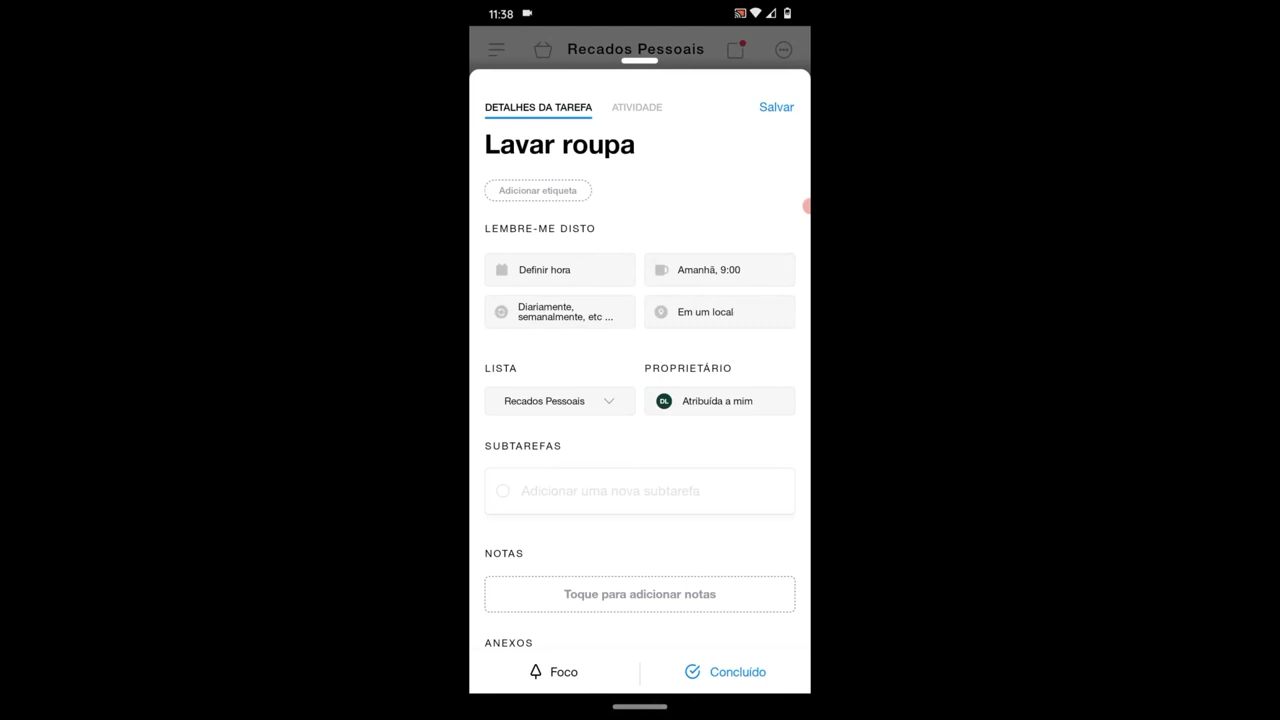 11:38
Recados Pessoais
DETALHES DA TAREFA
ATIVIDADE
Salvar
Lavar roupa
Adicionar etiqueta
LEMBRE-ME DISTO
Definir hora
Amanhã, 9:00
Diariamente,
semanalmente, etc ...
Em um local
LISTA
PROPRIETÁRIO
Recados Pessoais
DL
Atribuída a mim
SUBTAREFAS
Adicionar uma nova subtarefa
NOTAS
Toque para adicionar notas
ANEXOS
Foco
Concluído